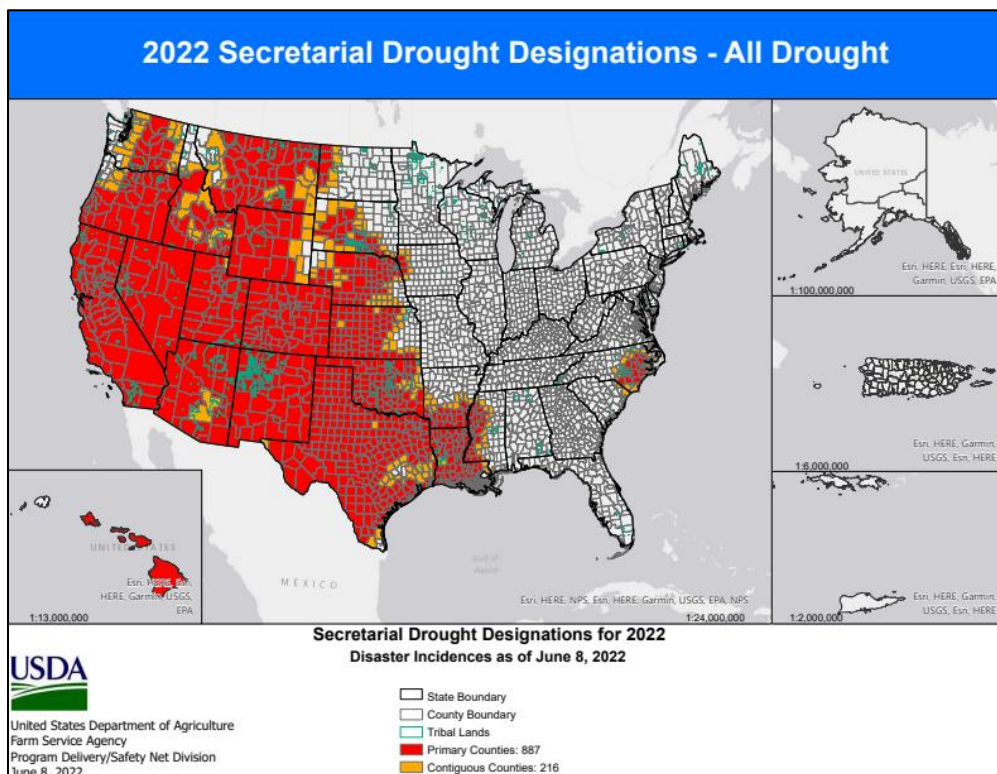 2022 Secretarial Drought Designations - All Drought
UNITED STATES
Esri, HERE, Esri, HERE,
Garmin, USGS, EPA
1:100,000,000
Esri, HERE, Garmin,
USGS, Esri, HERE
1:6,000,000
UNITED STATES
Esri, HERE, Esri,
HERE, Garmin, USGS,
EPA
1:13,000,000
MEXICO
Gulf of
Mexico
Esri, HERE, NPS, Esri, HERE, Garmin, USGS, EPA, NPS
1:24,000,000
Esri, HERE, Garmin,
USGS, Esri, HERE
1:2,000,000
Secretarial Drought Designations for 2022
Disaster Incidences as of June 8, 2022
USDA
United States Department of Agriculture
Farm Service Agency
Program Delivery/Safety Net Division
June 8, 2022
State Boundary
County Boundary
Tribal Lands
Primary Counties: 887
Contiguous Counties: 216